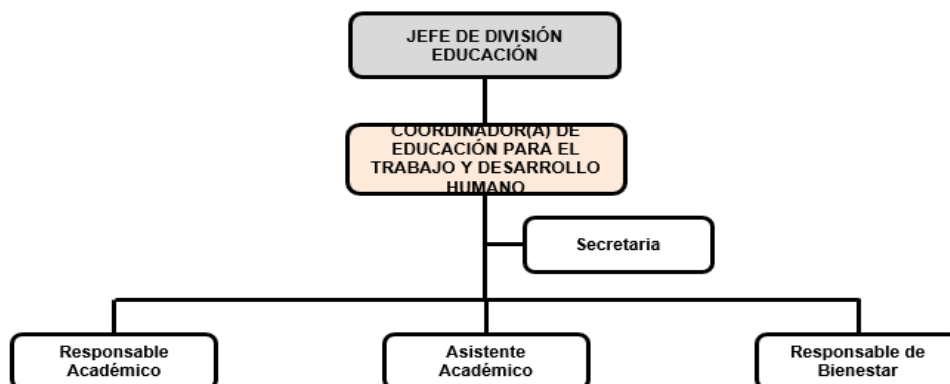 JEFE DE DIVISIÓN
EDUCACIÓN
COORDINADOR(A) DE
EDUCACIÓN PARA EL
TRABAJO Y DESARROLLO
HUMANO
Secretaria
Responsable
Académico
Asistente
Académico
Responsable de
Bienestar